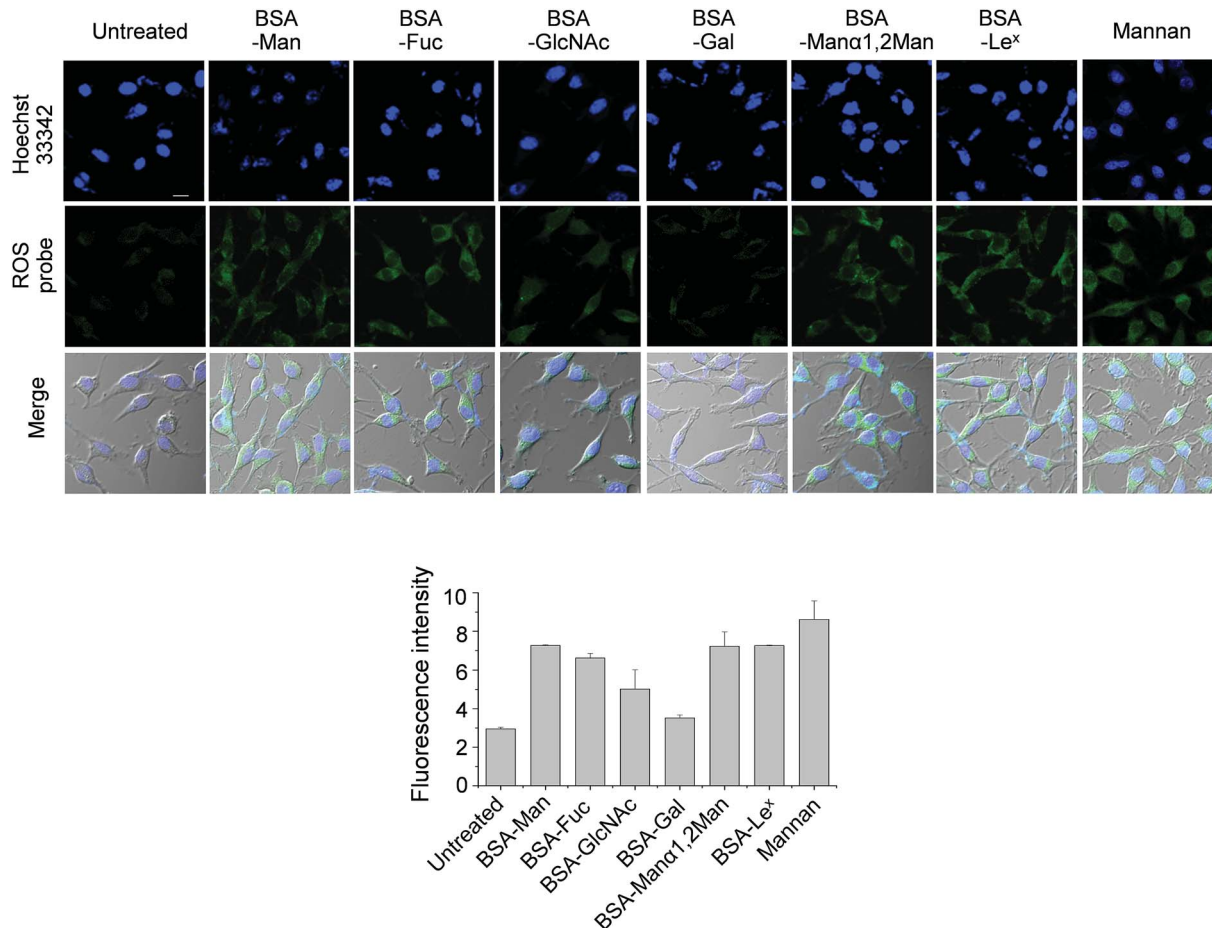 Untreated
BSA
-Man
BSA
-Fuc
BSA
-GlcNAc
BSA
-Gal
BSA
-Manα1,2Man
BSA
-Leˣ
Mannan
Hoechst
33342
ROS
probe
Merge
Fluorescence intensity
10
8
6
4
2
0
Untreated
BSA-Man
BSA-Fuc
BSA-GlcNAc
BSA-Gal
BSA-Manα1,2Man
BSA-Leˣ
Mannan